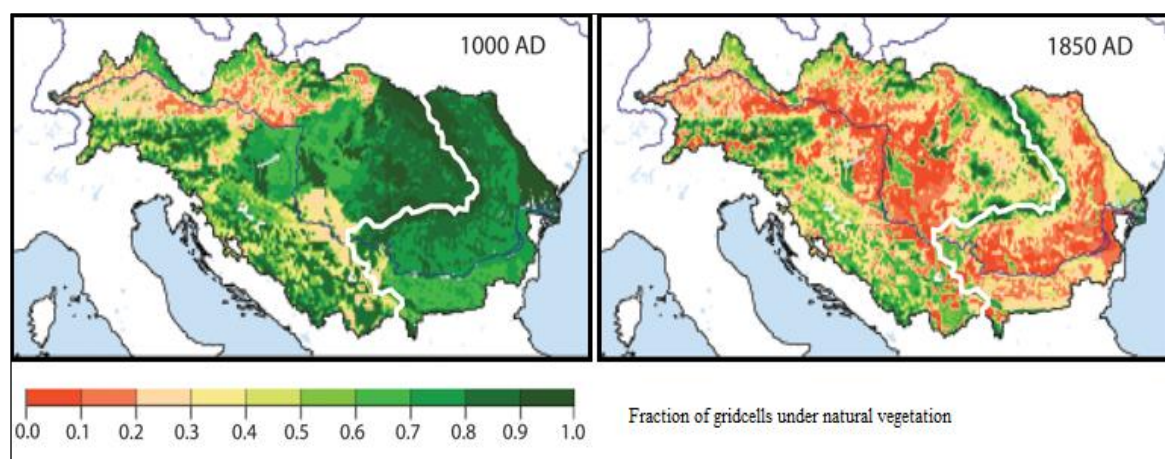 1000 AD
1850 AD
0.0 0.1 0.2 0.3 0.4 0.5 0.6 0.7 0.8 0.9 1.0
Fraction of gridcells under natural vegetation